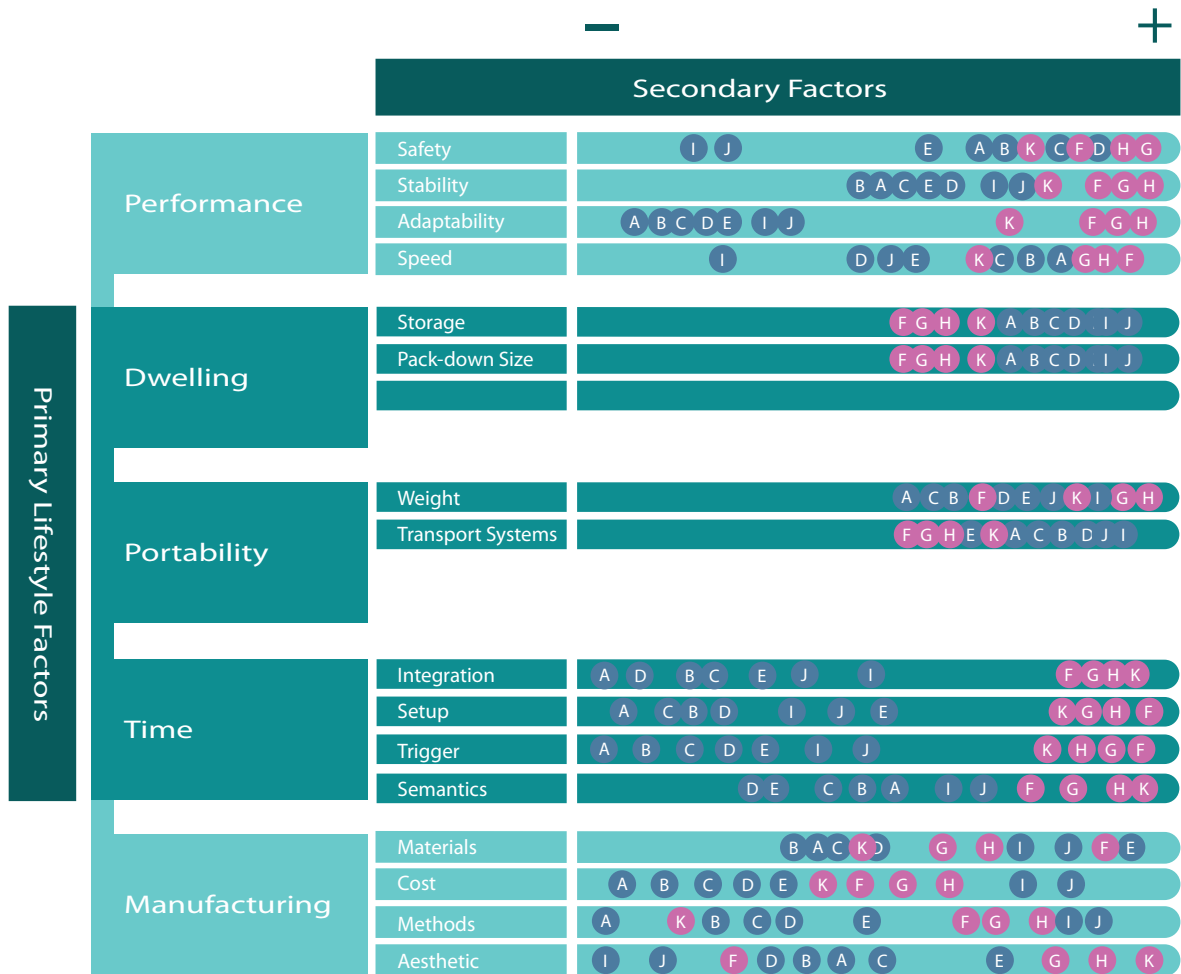 − +
Secondary Factors
Primary Lifestyle Factors
Performance
Safety I J E A B K C F D H G
Stability B A C E D I J K F G H
Adaptability A B C D E I J K F G H
Speed I D J E K C B A G H F
Dwelling
Storage F G H K A B C D I J
Pack-down Size F G H K A B C D I J
Portability
Weight A C B F D E J K I G H
Transport Systems F G H E K A C B D J I
Time
Integration A D B C E J I F G H K
Setup A C B D I J E K G H F
Trigger A B C D E I J K H G F
Semantics D E C B A I J F G H K
Manufacturing
Materials B A C K D G H I J F E
Cost A B C D E K F G H I J
Methods A K B C D E F G H I J
Aesthetic I J F D B A C E G H K